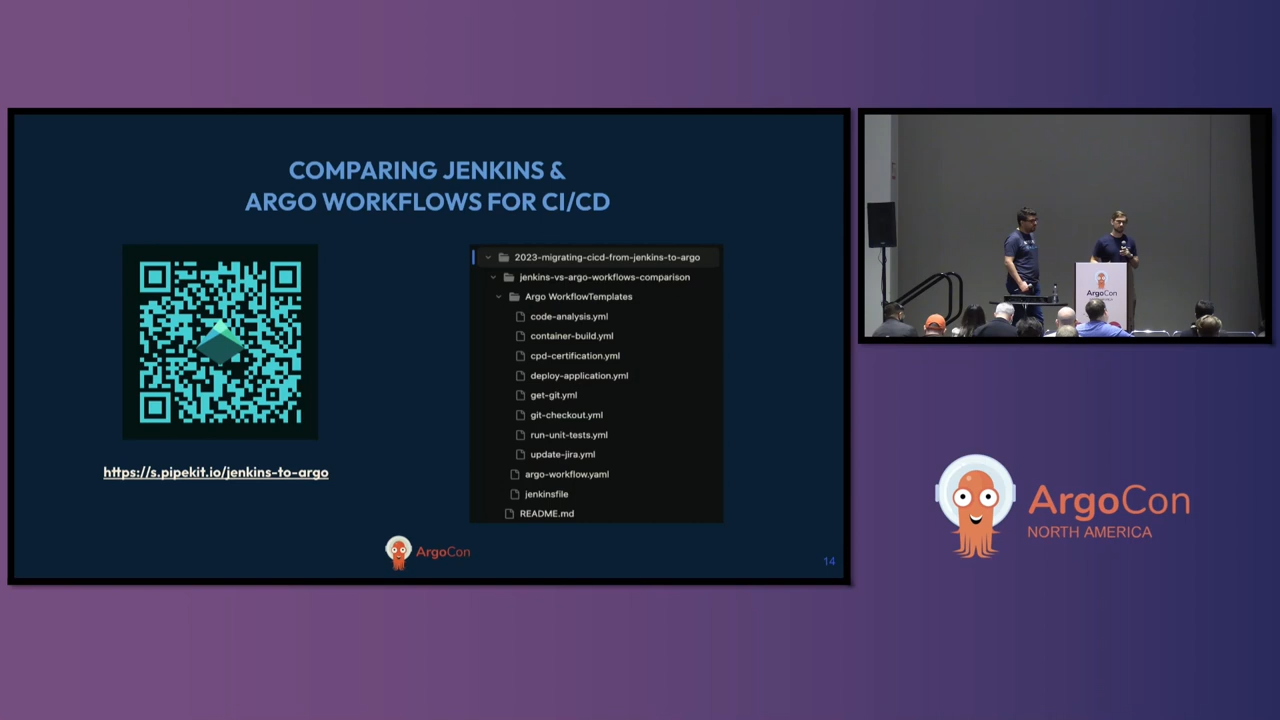 COMPARING JENKINS &
ARGO WORKFLOWS FOR CI/CD
https://s.pipekit.io/jenkins-to-argo
2023-migrating-cicd-from-jenkins-to-argo
jenkins-vs-argo-workflows-comparison
Argo WorkflowTemplates
code-analysis.yml
container-build.yml
cpd-certification.yml
deploy-application.yml
get-git.yml
git-checkout.yml
run-unit-tests.yml
update-jira.yml
argo-workflow.yaml
jenkinsfile
README.md
ArgoCon
14
ArgoCon
ArgoCon
NORTH AMERICA